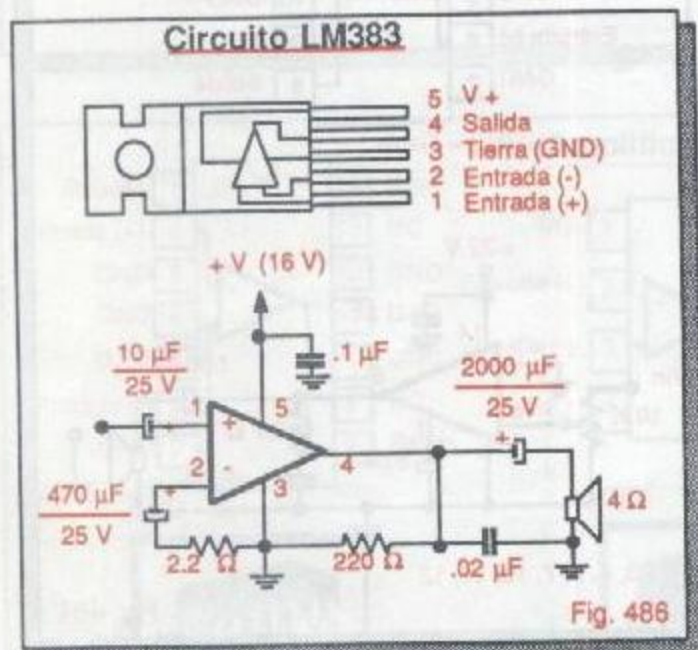 Circuito LM383
5 V +
4 Salida
3 Tierra (GND)
2 Entrada (-)
1 Entrada (+)
+ V (16 V)
.1 µF
10 µF
25 V
2000 µF
25 V
1
+
5
+
2
-
4
3
+
470 µF
25 V
4 Ω
2.2 Ω
220 Ω
.02 µF
Fig. 486